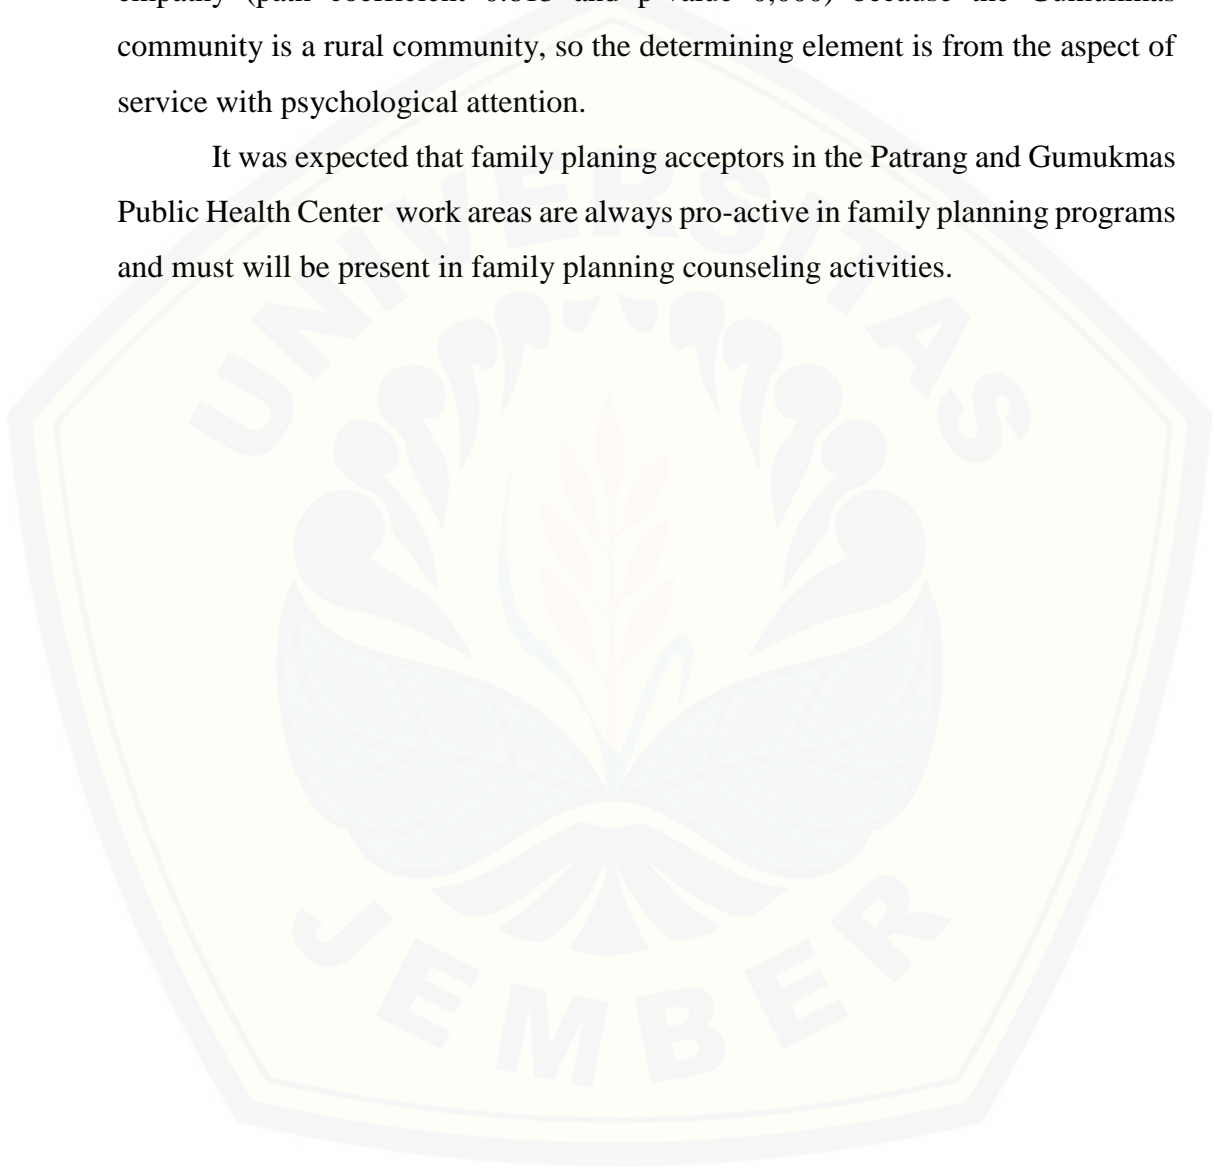 community is a rural community, so the determining element is from the aspect of
service with psychological attention.
It was expected that family planing acceptors in the Patrang and Gumukmas
Public Health Center work areas are always pro-active in family planning programs
and must will be present in family planning counseling activities.
UNIVERSITAS
JEMBER